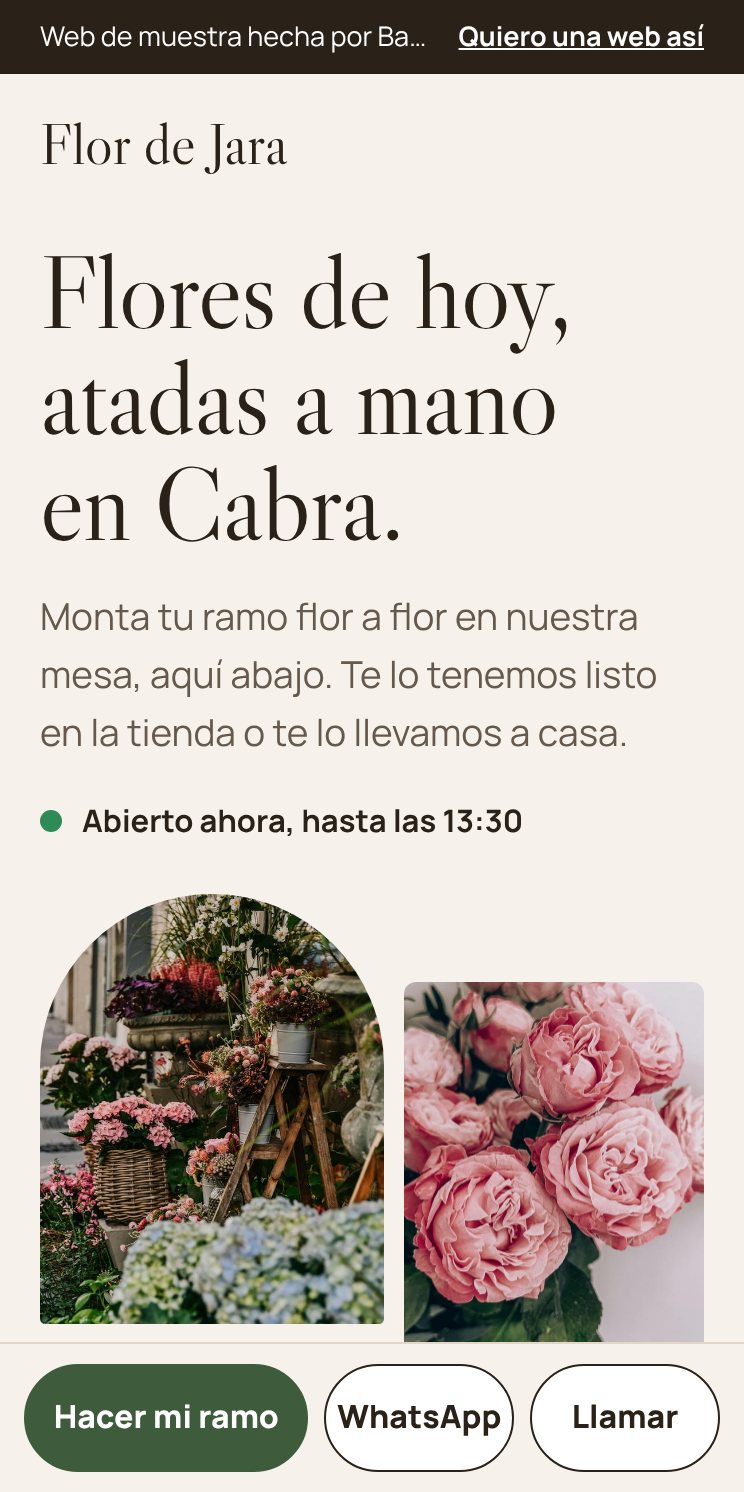 Web de muestra hecha por Ba... Quiero una web así
Flor de Jara
Flores de hoy,
atadas a mano
en Cabra.
Monta tu ramo flor a flor en nuestra
mesa, aquí abajo. Te lo tenemos listo
en la tienda o te lo llevamos a casa.
Abierto ahora, hasta las 13:30
Hacer mi ramo WhatsApp Llamar